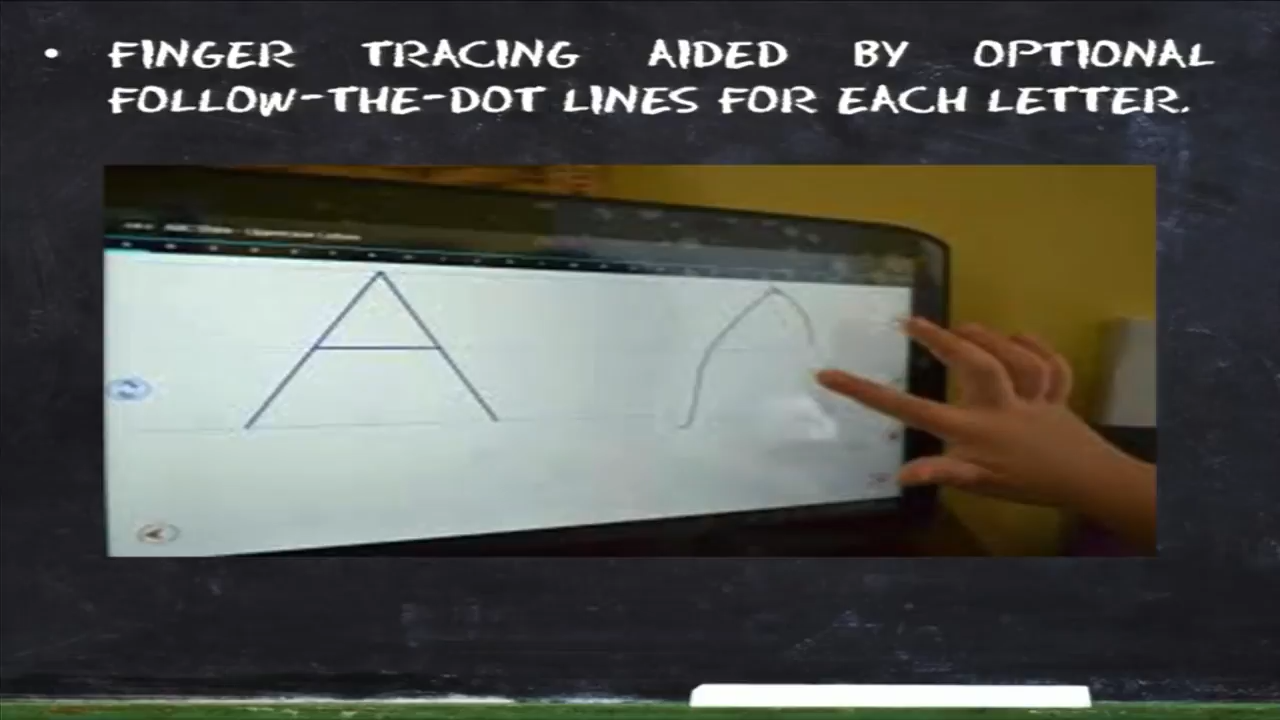 • FINGER TRACING AIDED BY OPTIONAL
FOLLOW-THE-DOT LINES FOR EACH LETTER.
A A